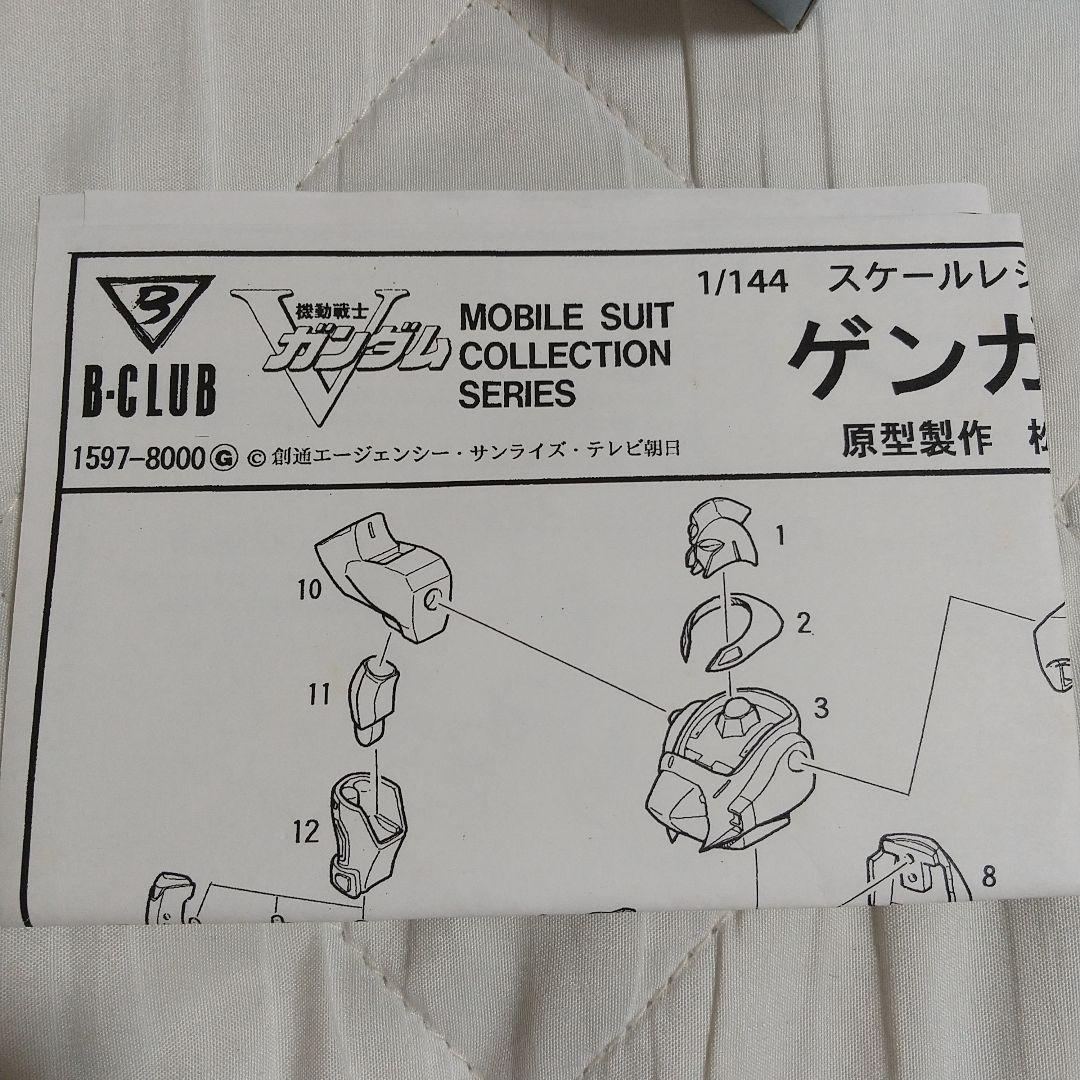 B
B-CLUB
機動戦士
Vガンダム
MOBILE SUIT
COLLECTION
SERIES
1/144 スケールレジ
ゲンガ
原型製作 松
1597-8000 Ⓖ © 創通エージェンシー・サンライズ・テレビ朝日
1
2
3
10
11
12
8